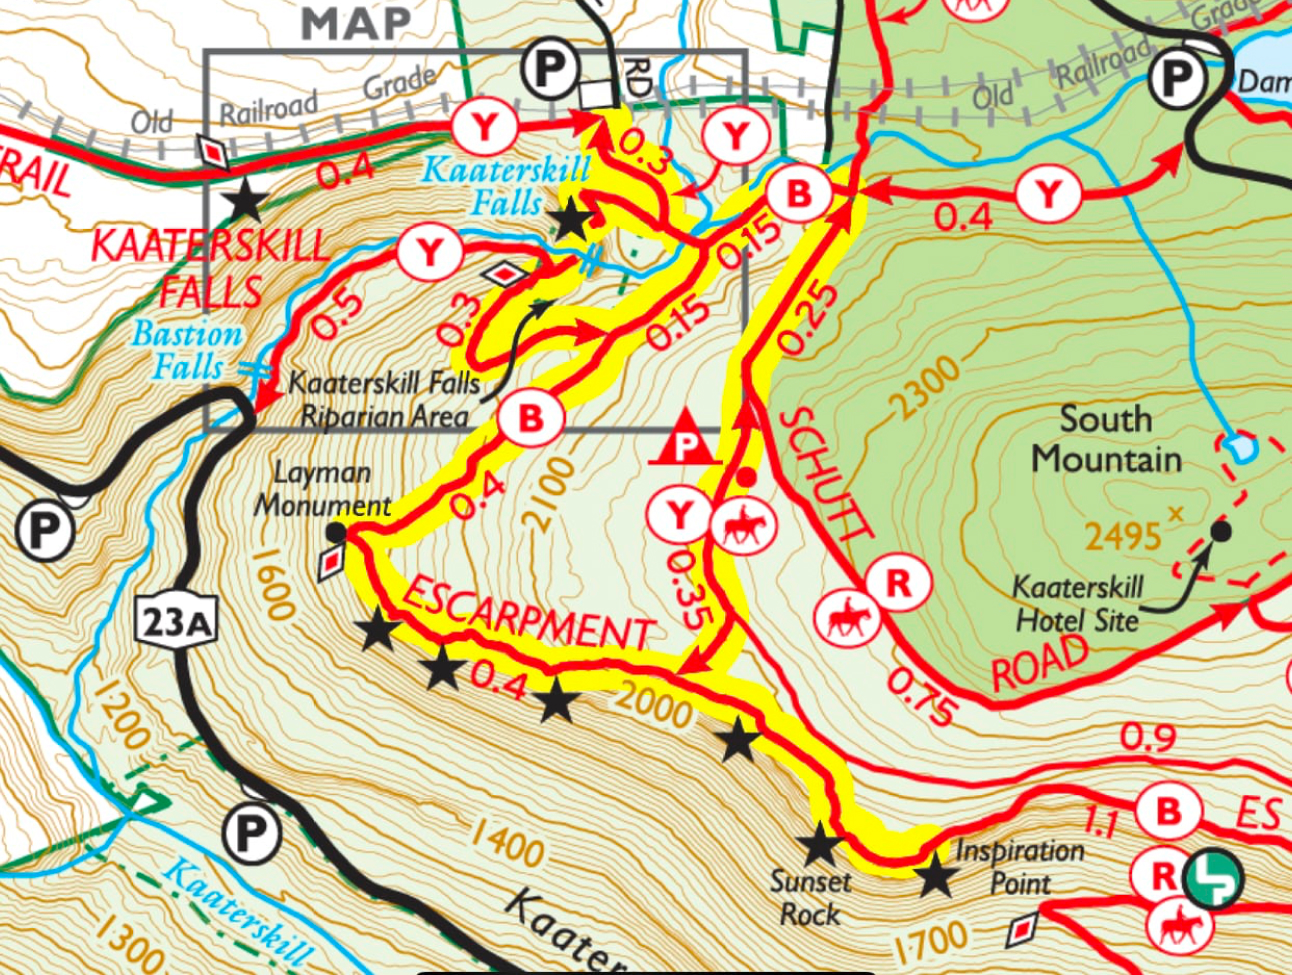 MAP
P
RD
Grade
Railroad
Old
Y
0.3
Y
TRAIL
0.4
Kaaterskill
Falls
B
0.15
Old
Railroad
Grade
P
Dam
Y
0.4
KAATERSKILL
FALLS
Y
0.5
0.3
0.15
0.25
Bastion
Falls
Kaaterskill Falls
Riparian Area
B
2300
South
Mountain
2495
x
P
Y
SCHUTT
Layman
Monument
0.4
2100
P
1600
23A
ESCARPMENT
0.35
R
Kaaterskill
Hotel Site
ROAD
0.75
0.4
2000
1200
0.9
B
1.1
ES
P
1400
Sunset
Rock
Inspiration
Point
R
Kaaterskill
Kaater
1300
1700